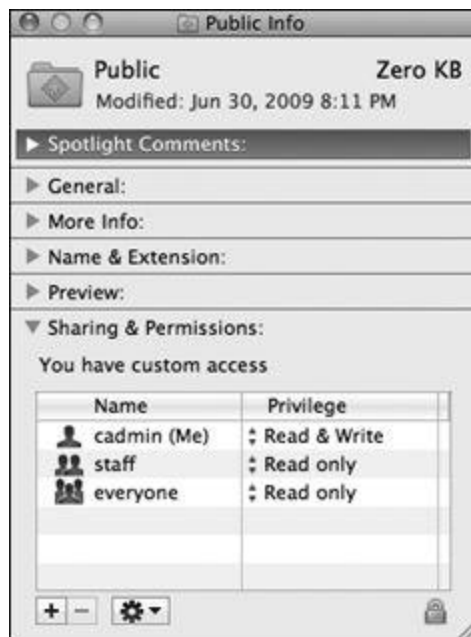 Public Info
Public Zero KB
Modified: Jun 30, 2009 8:11 PM
Spotlight Comments:
General:
More Info:
Name & Extension:
Preview:
Sharing & Permissions:
You have custom access
Name Privilege
cadmin (Me) Read & Write
staff Read only
everyone Read only